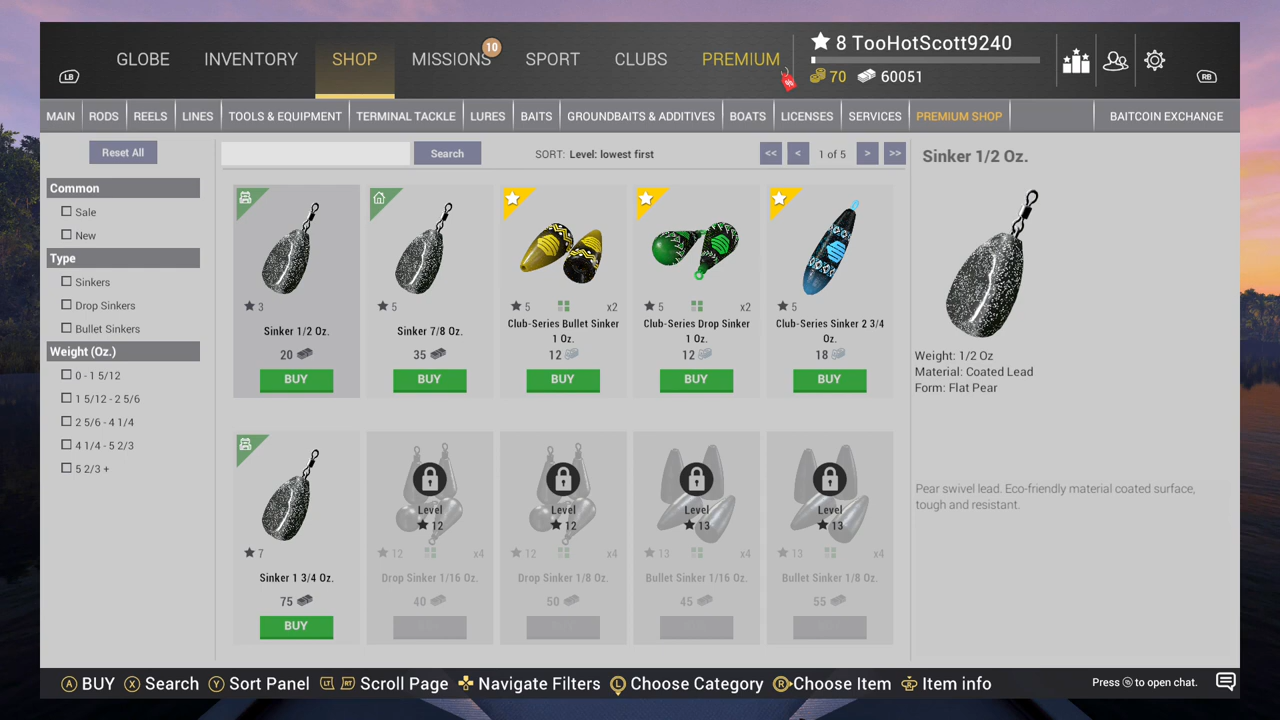 LB
GLOBE
INVENTORY
SHOP
MISSIONS
10
SPORT
CLUBS
PREMIUM
%
8 TooHotScott9240
70
60051
RB
MAIN
RODS
REELS
LINES
TOOLS & EQUIPMENT
TERMINAL TACKLE
LURES
BAITS
GROUNDBAITS & ADDITIVES
BOATS
LICENSES
SERVICES
PREMIUM SHOP
BAITCOIN EXCHANGE
Reset All
Common
Sale
New
Type
Sinkers
Drop Sinkers
Bullet Sinkers
Weight (Oz.)
0 - 1 5/12
1 5/12 - 2 5/6
2 5/6 - 4 1/4
4 1/4 - 5 2/3
5 2/3 +
Search
SORT: Level: lowest first
<<
<
1 of 5
>
>>
3
Sinker 1/2 Oz.
20
BUY
5
Sinker 7/8 Oz.
35
BUY
5
x2
Club-Series Bullet Sinker
1 Oz.
12
BUY
5
x2
Club-Series Drop Sinker
1 Oz.
12
BUY
5
Club-Series Sinker 2 3/4
Oz.
18
BUY
7
Sinker 1 3/4 Oz.
75
BUY
Level
12
12
x4
Drop Sinker 1/16 Oz.
40
Level
12
12
x4
Drop Sinker 1/8 Oz.
50
Level
13
13
x4
Bullet Sinker 1/16 Oz.
45
Level
13
13
x4
Bullet Sinker 1/8 Oz.
55
Sinker 1/2 Oz.
Weight: 1/2 Oz
Material: Coated Lead
Form: Flat Pear
Pear swivel lead. Eco-friendly material coated surface,
tough and resistant.
A BUY
X Search
Y Sort Panel
LT RT Scroll Page
Navigate Filters
L Choose Category
R Choose Item
Item info
Press to open chat.